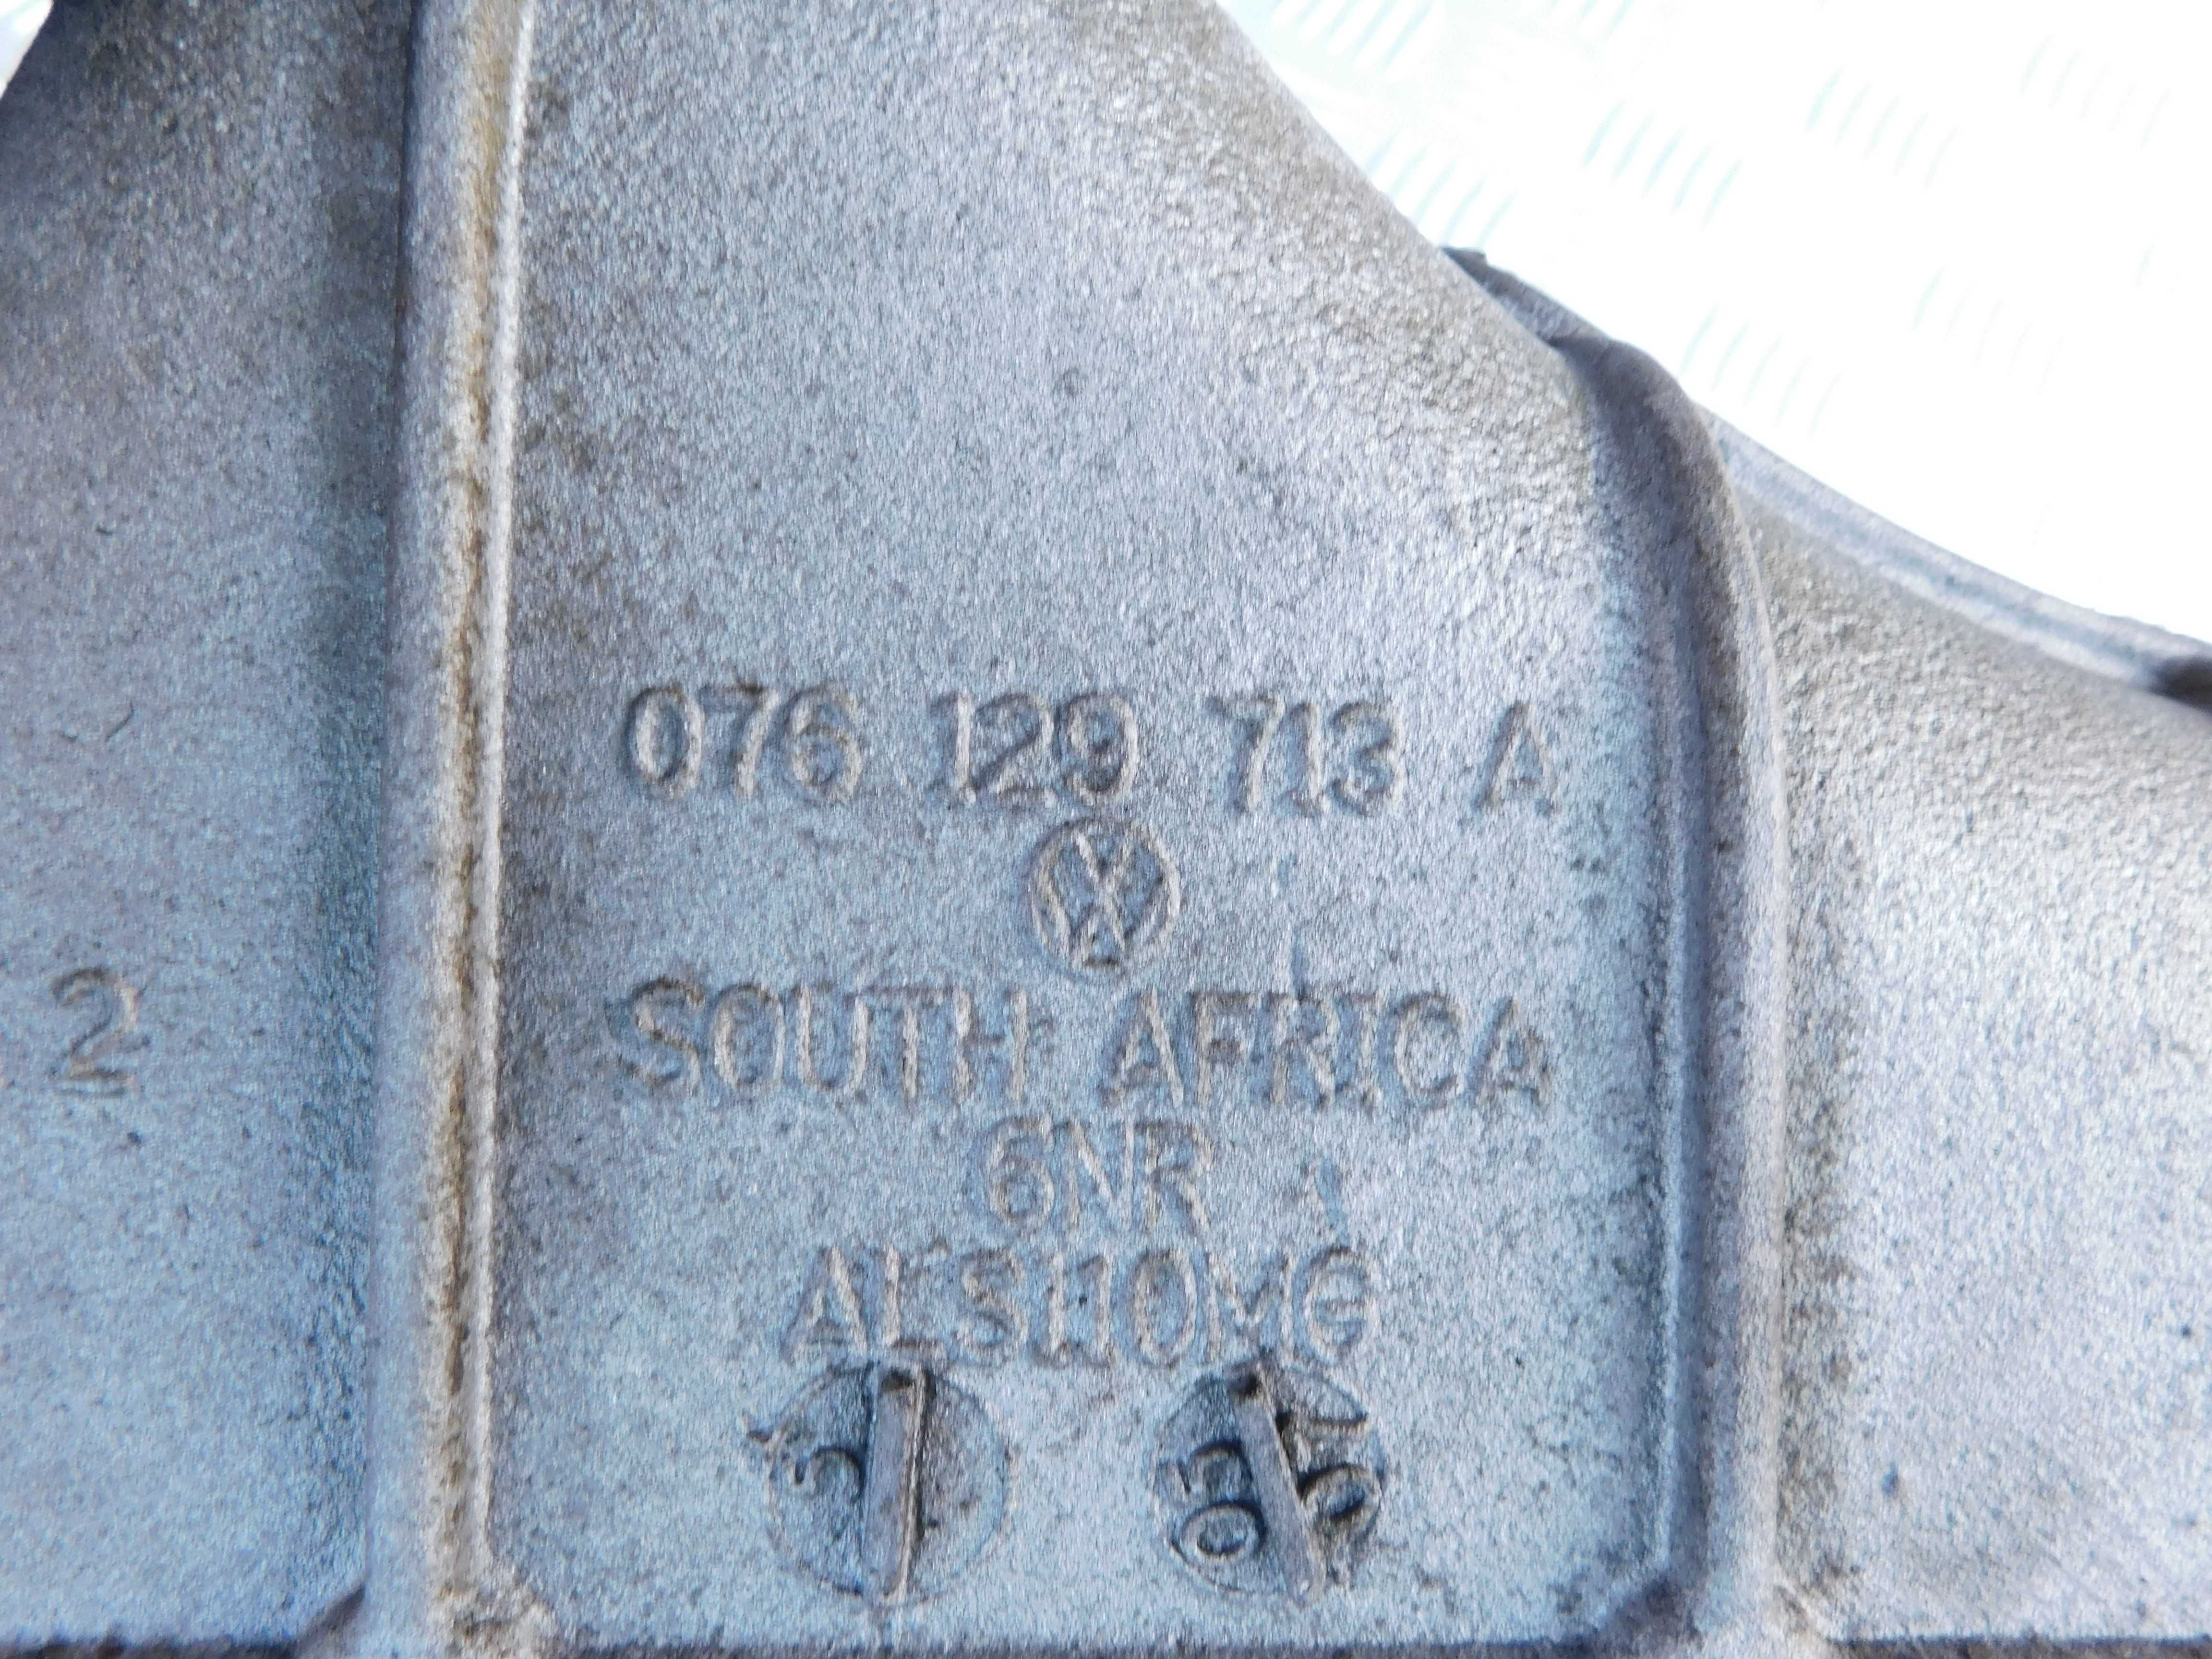 076 129 713 A
SOUTH AFRICA
2
6NR
ALSI10MG